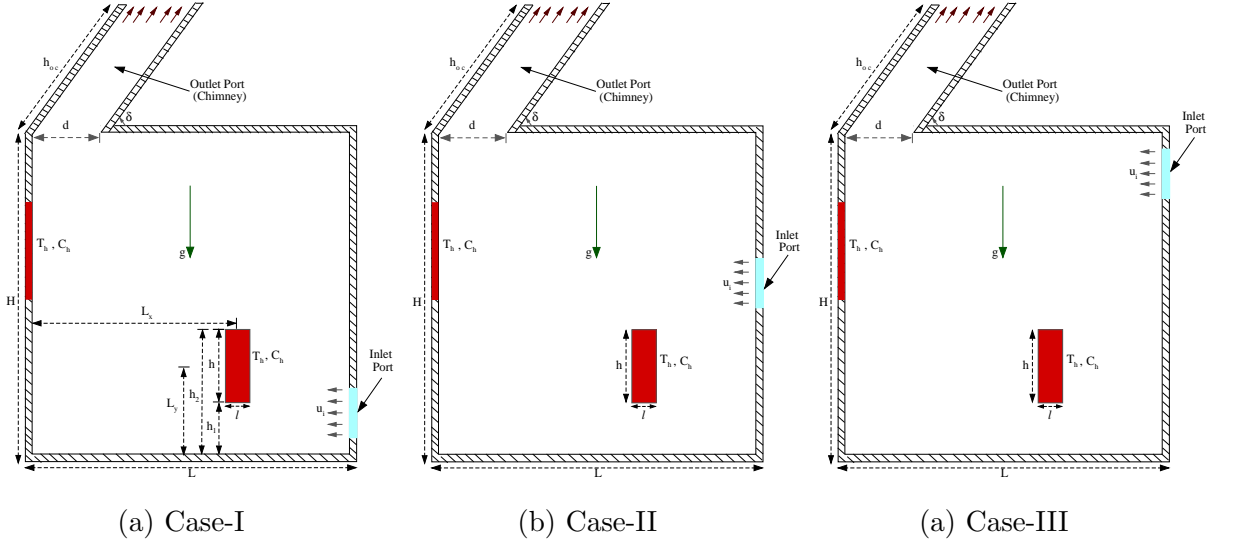 h_oc
Outlet Port
(Chimney)
d
δ
T_h , C_h
g
H
L_x
T_h , C_h
h
h_2
L_y
h_1
l
u_i
Inlet
Port
L
(a) Case-I
h_oc
Outlet Port
(Chimney)
d
δ
T_h , C_h
g
H
Inlet
Port
u_i
h
T_h , C_h
l
L
(b) Case-II
h_oc
Outlet Port
(Chimney)
d
δ
Inlet
Port
u_i
T_h , C_h
g
H
h
T_h , C_h
l
L
(a) Case-III